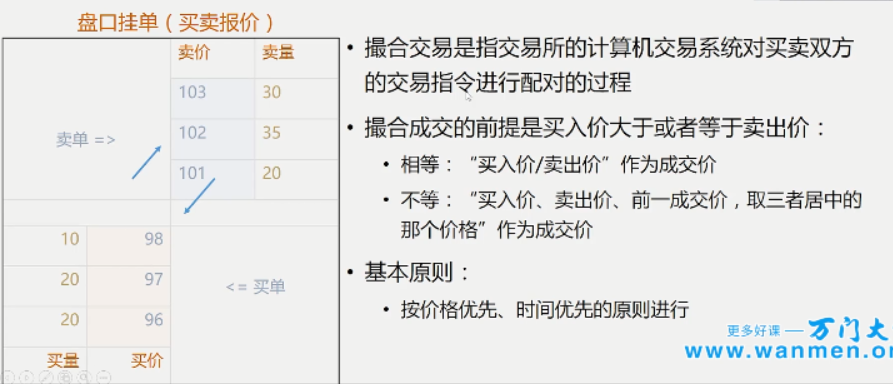 盘口挂单（买卖报价）
卖价 卖量
103 30
102 35
卖单 =>
101 20
10 98
20 97
<= 买单
20 96
买量 买价
• 撮合交易是指交易所的计算机交易系统对买卖双方
的交易指令进行配对的过程
• 撮合成交的前提是买入价大于或者等于卖出价：
• 相等：“买入价/卖出价”作为成交价
• 不等：“买入价、卖出价、前一成交价，取三者居中的
那个价格”作为成交价
• 基本原则：
• 按价格优先、时间优先的原则进行
更多好课 — 万门大
www.wanmen.or